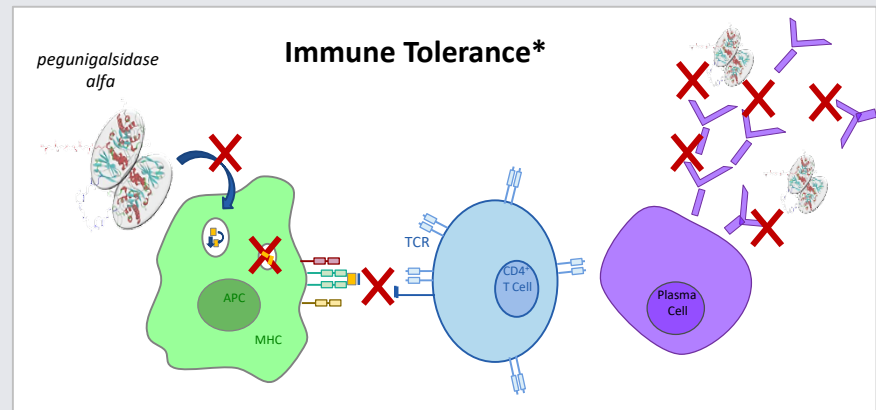 Immune Tolerance*
pegunigalsidase
alfa
TCR
CD4⁺
T Cell
APC
MHC
Plasma
Cell